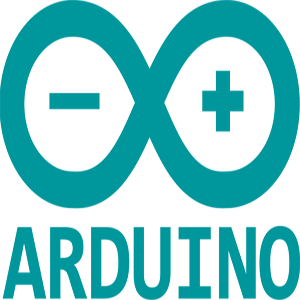 - +
ARDUINO